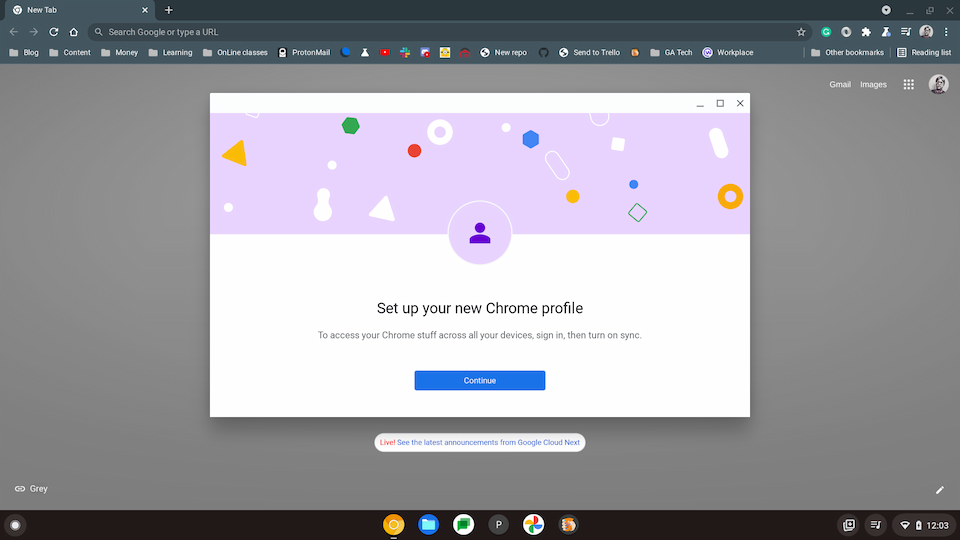 New Tab
Search Google or type a URL
Blog
Content
Money
Learning
OnLine classes
ProtonMail
New repo
Send to Trello
GA Tech
Workplace
Other bookmarks
Reading list
Gmail
Images
Set up your new Chrome profile
To access your Chrome stuff across all your devices, sign in, then turn on sync.
Continue
Live! See the latest announcements from Google Cloud Next
Grey
P
12:03